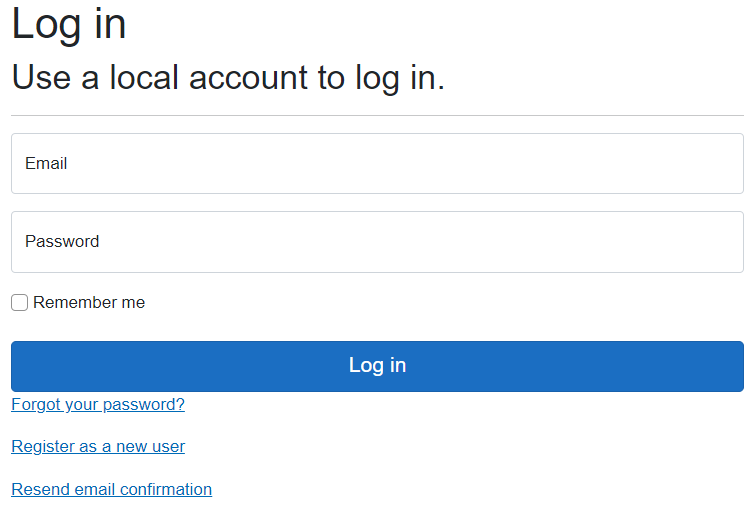 Log in
Use a local account to log in.
Email
Password
Remember me
Log in
Forgot your password?
Register as a new user
Resend email confirmation